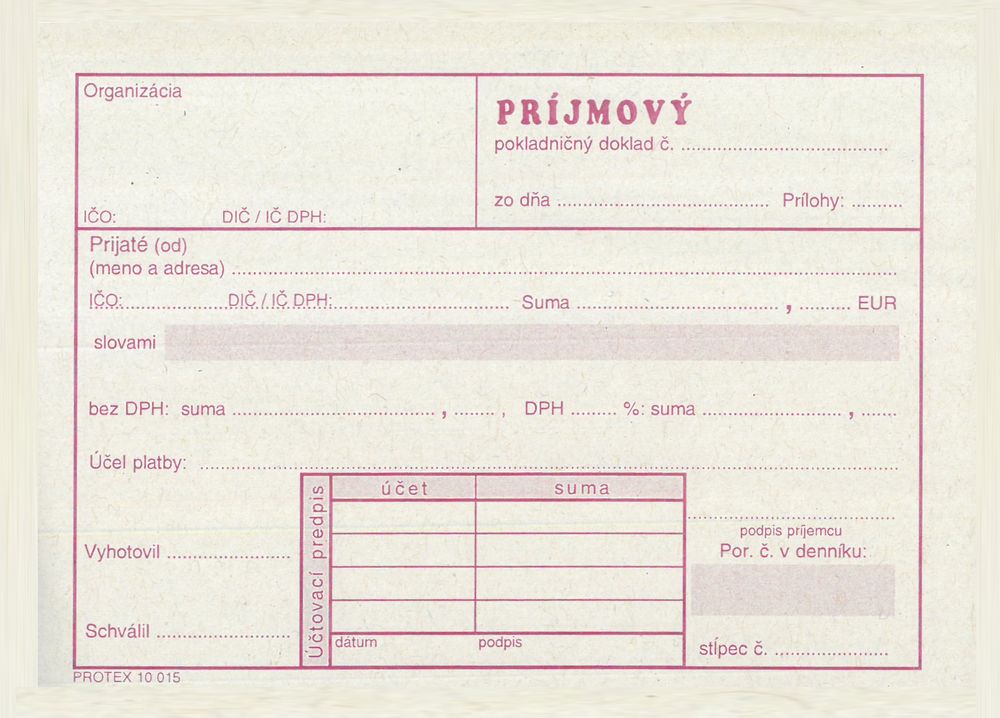 Organizácia
PRÍJMOVÝ
pokladničný doklad č. ........................................
zo dňa ........................................ Prílohy: ..........
IČO: DIČ / IČ DPH:
Prijaté (od)
(meno a adresa) ........................................
IČO:.................... DIČ / IČ DPH:.................................. Suma ........................................ , .......... EUR
slovami
bez DPH: suma ........................................ , ........ , DPH ......... %: suma ............................ , .......
Účel platby: ........................................
Účtovací predpis
účet suma
podpis príjemcu
Vyhotovil ........................
Por. č. v denníku:
Schválil ..........................
dátum podpis
stĺpec č. .......................
PROTEX 10 015